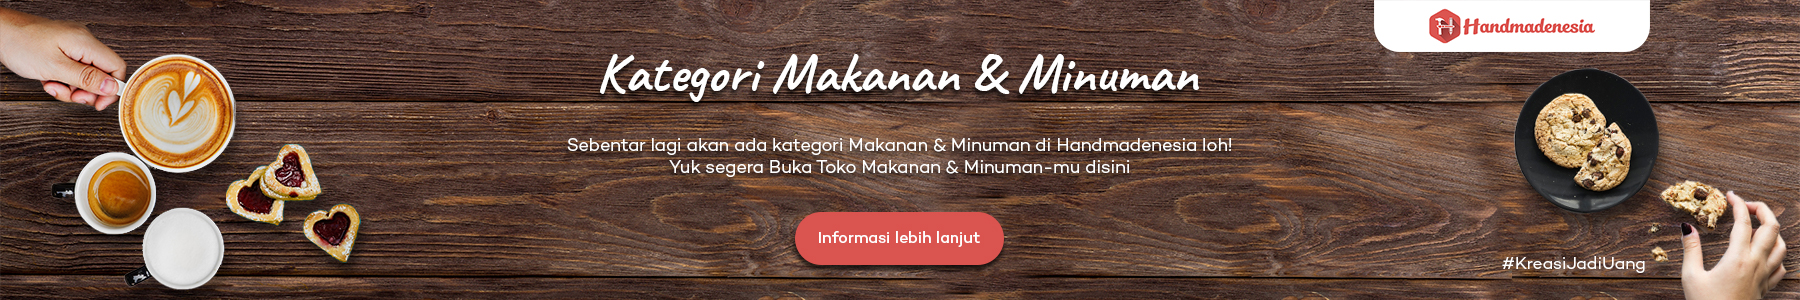 Handmadenesia
Kategori Makanan & Minuman
Sebentar lagi akan ada kategori Makanan & Minuman di Handmadenesia loh!
Yuk segera Buka Toko Makanan & Minuman-mu disini
Informasi lebih lanjut
#KreasiJadiUang